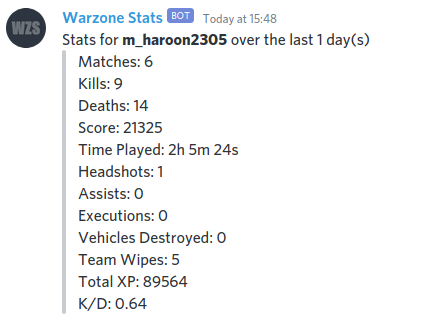 WZS
Warzone Stats BOT Today at 15:48
Stats for m_haroon2305 over the last 1 day(s)
Matches: 6
Kills: 9
Deaths: 14
Score: 21325
Time Played: 2h 5m 24s
Headshots: 1
Assists: 0
Executions: 0
Vehicles Destroyed: 0
Team Wipes: 5
Total XP: 89564
K/D: 0.64